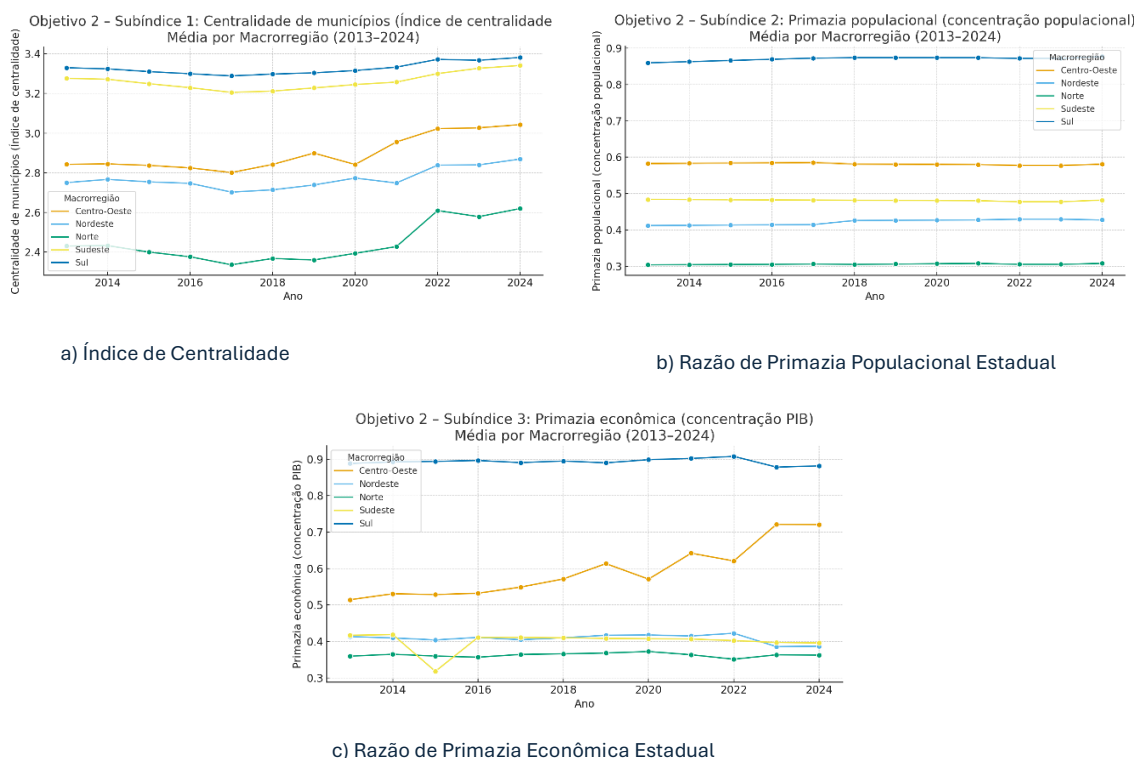 Objetivo 2 – Subíndice 1: Centralidade de municípios (Índice de centralidade
Média por Macrorregião (2013–2024)
Centralidade de municípios (Índice de centralidade)
3.4
3.2
3.0
2.8
2.6
2.4
Macrorregião
Centro-Oeste
Nordeste
Norte
Sudeste
Sul
2014
2016
2018
2020
2022
2024
Ano
a) Índice de Centralidade
Objetivo 2 – Subíndice 2: Primazia populacional (concentração populacional)
Média por Macrorregião (2013–2024)
Primazia populacional (concentração populacional)
0.9
0.8
0.7
0.6
0.5
0.4
0.3
Macrorregião
Centro-Oeste
Nordeste
Norte
Sudeste
Sul
2014
2016
2018
2020
2022
2024
Ano
b) Razão de Primazia Populacional Estadual
Objetivo 2 – Subíndice 3: Primazia econômica (concentração PIB)
Média por Macrorregião (2013–2024)
Primazia econômica (concentração PIB)
0.9
0.8
0.7
0.6
0.5
0.4
0.3
Macrorregião
Centro-Oeste
Nordeste
Norte
Sudeste
Sul
2014
2016
2018
2020
2022
2024
Ano
c) Razão de Primazia Econômica Estadual